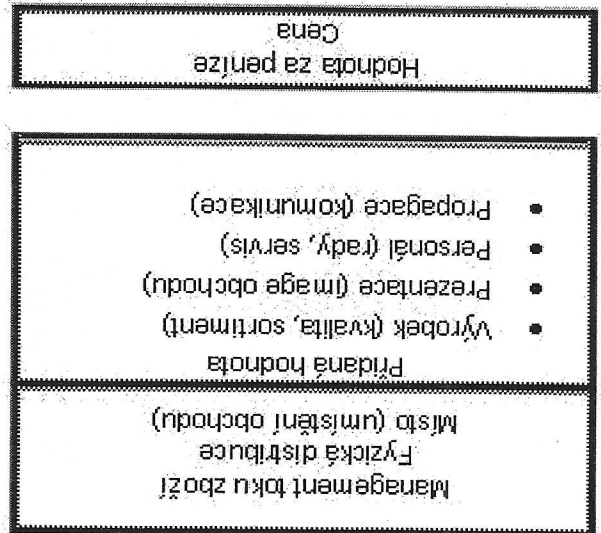 Management toku zboží
Fyzická distribuce
Místo (umístění obchodu)
Přidaná hodnota
• Výrobek (kvalita, sortiment)
• Prezentace (image obchodu)
• Personál (rady, servis)
• Propagace (komunikace)
Hodnota za peníze
Cena